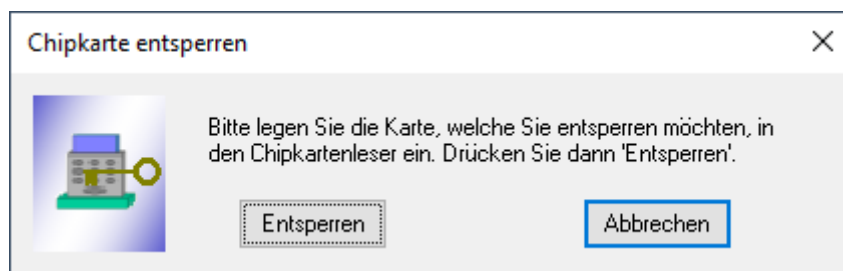 Chipkarte entsperren
Bitte legen Sie die Karte, welche Sie entsperren möchten, in
den Chipkartenleser ein. Drücken Sie dann 'Entsperren'.
Entsperren
Abbrechen